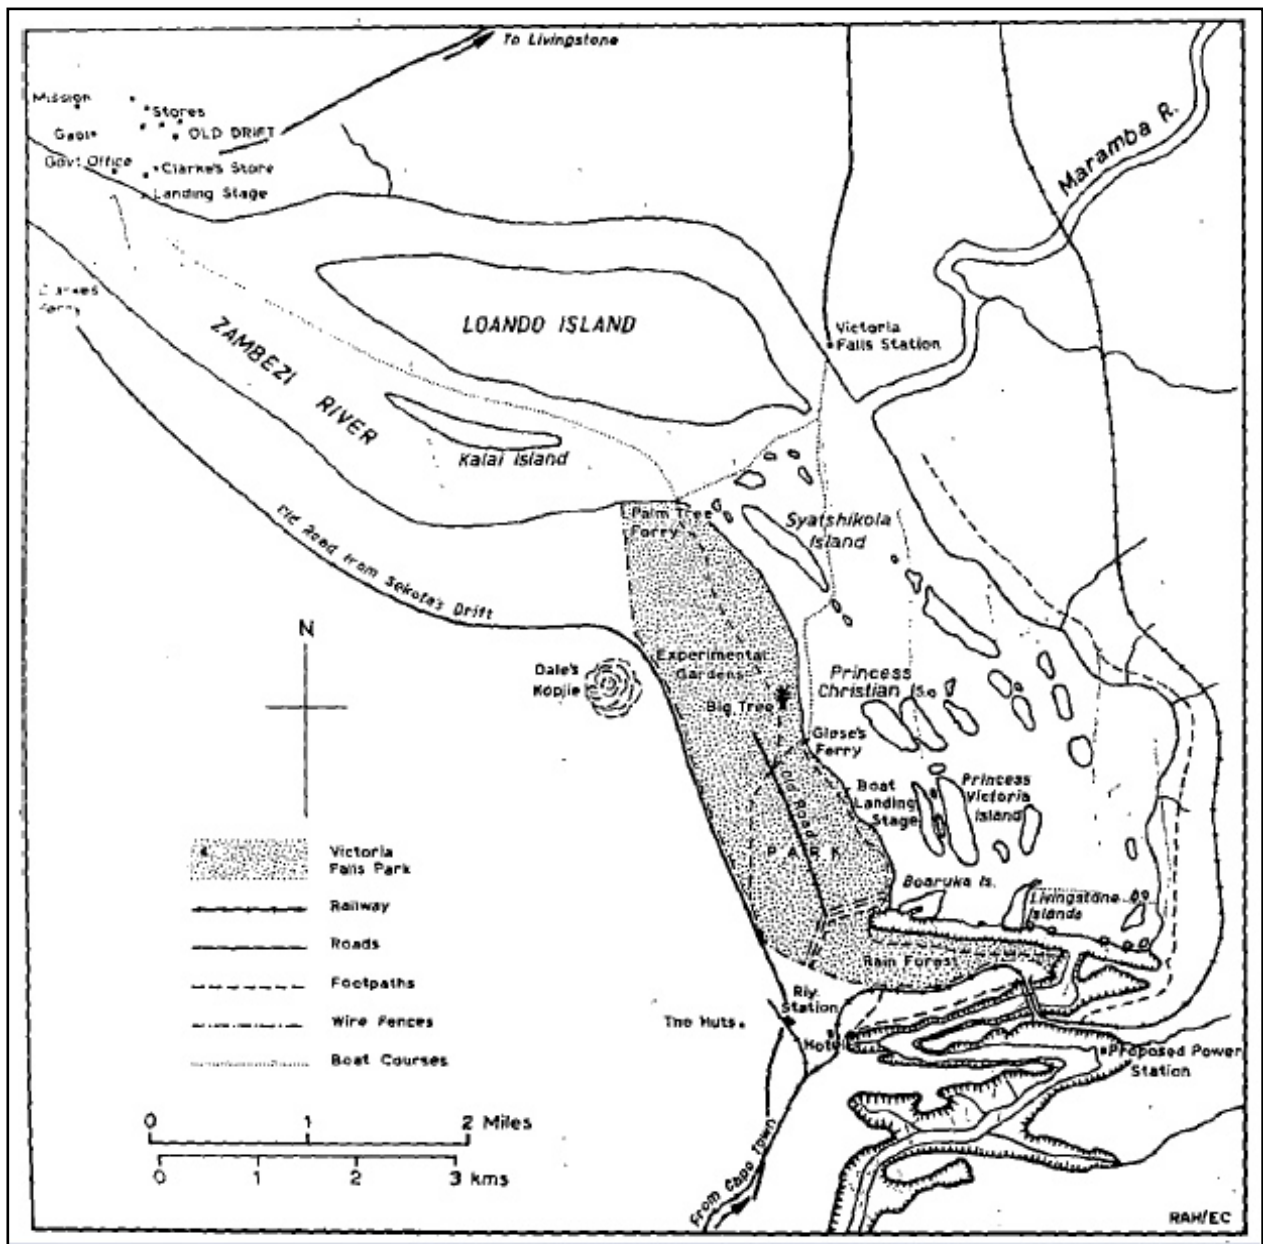 To Livingstone
Mission
Stores
OLD DRIFT
Govt Office
Clarke's Store
Landing Stage
Maramba R.
ZAMBEZI
RIVER
LOANDO ISLAND
Kalai Island
Victoria
Falls Station
Palm Tree
Ferry
Syatshikola
Island
Old Road from Sekota's Drift
N
Dale's
Kopjie
Experimental
Gardens
Big Tree
Princess
Christian Is.
Giese's
Ferry
Old Road
Boat
Landing
Stage
Princess
Victoria
Island
PARK
Boaruka Is.
Livingstone
Islands
Rain Forest
Victoria
Falls Park
Railway
Roads
Footpaths
Wire Fences
Boat Courses
Rly.
Station
The Huts
Hotel
Proposed Power
Station
0 1 2 Miles
0 1 2 3 kms
From Cape Town
RAH/EC